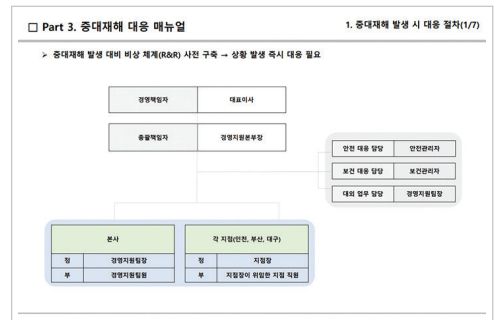 □ Part 3. 중대재해 대응 매뉴얼
1. 중대재해 발생 시 대응 절차(1/7)
➢ 중대재해 발생 대비 비상 체계(R&R) 사전 구축 → 상황 발생 즉시 대응 필요
경영책임자 대표이사
총괄책임자 경영지원본부장
안전 대응 담당 안전관리자
보건 대응 담당 보건관리자
대외 업무 담당 경영지원팀장
본사 각 지점(인천, 부산, 대구)
정 경영지원팀장 정 지점장
부 경영지원팀원 부 지점장이 위임한 지점 직원